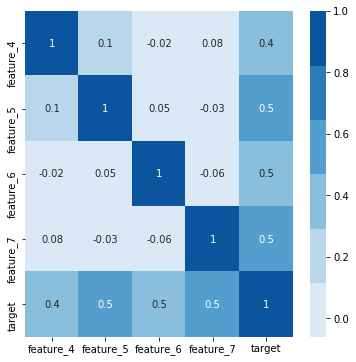 feature_4 1 0.1 -0.02 0.08 0.4
feature_5 0.1 1 0.05 -0.03 0.5
feature_6 -0.02 0.05 1 -0.06 0.5
feature_7 0.08 -0.03 -0.06 1 0.5
target 0.4 0.5 0.5 0.5 1
feature_4 feature_5 feature_6 feature_7 target
1.0
0.8
0.6
0.4
0.2
0.0